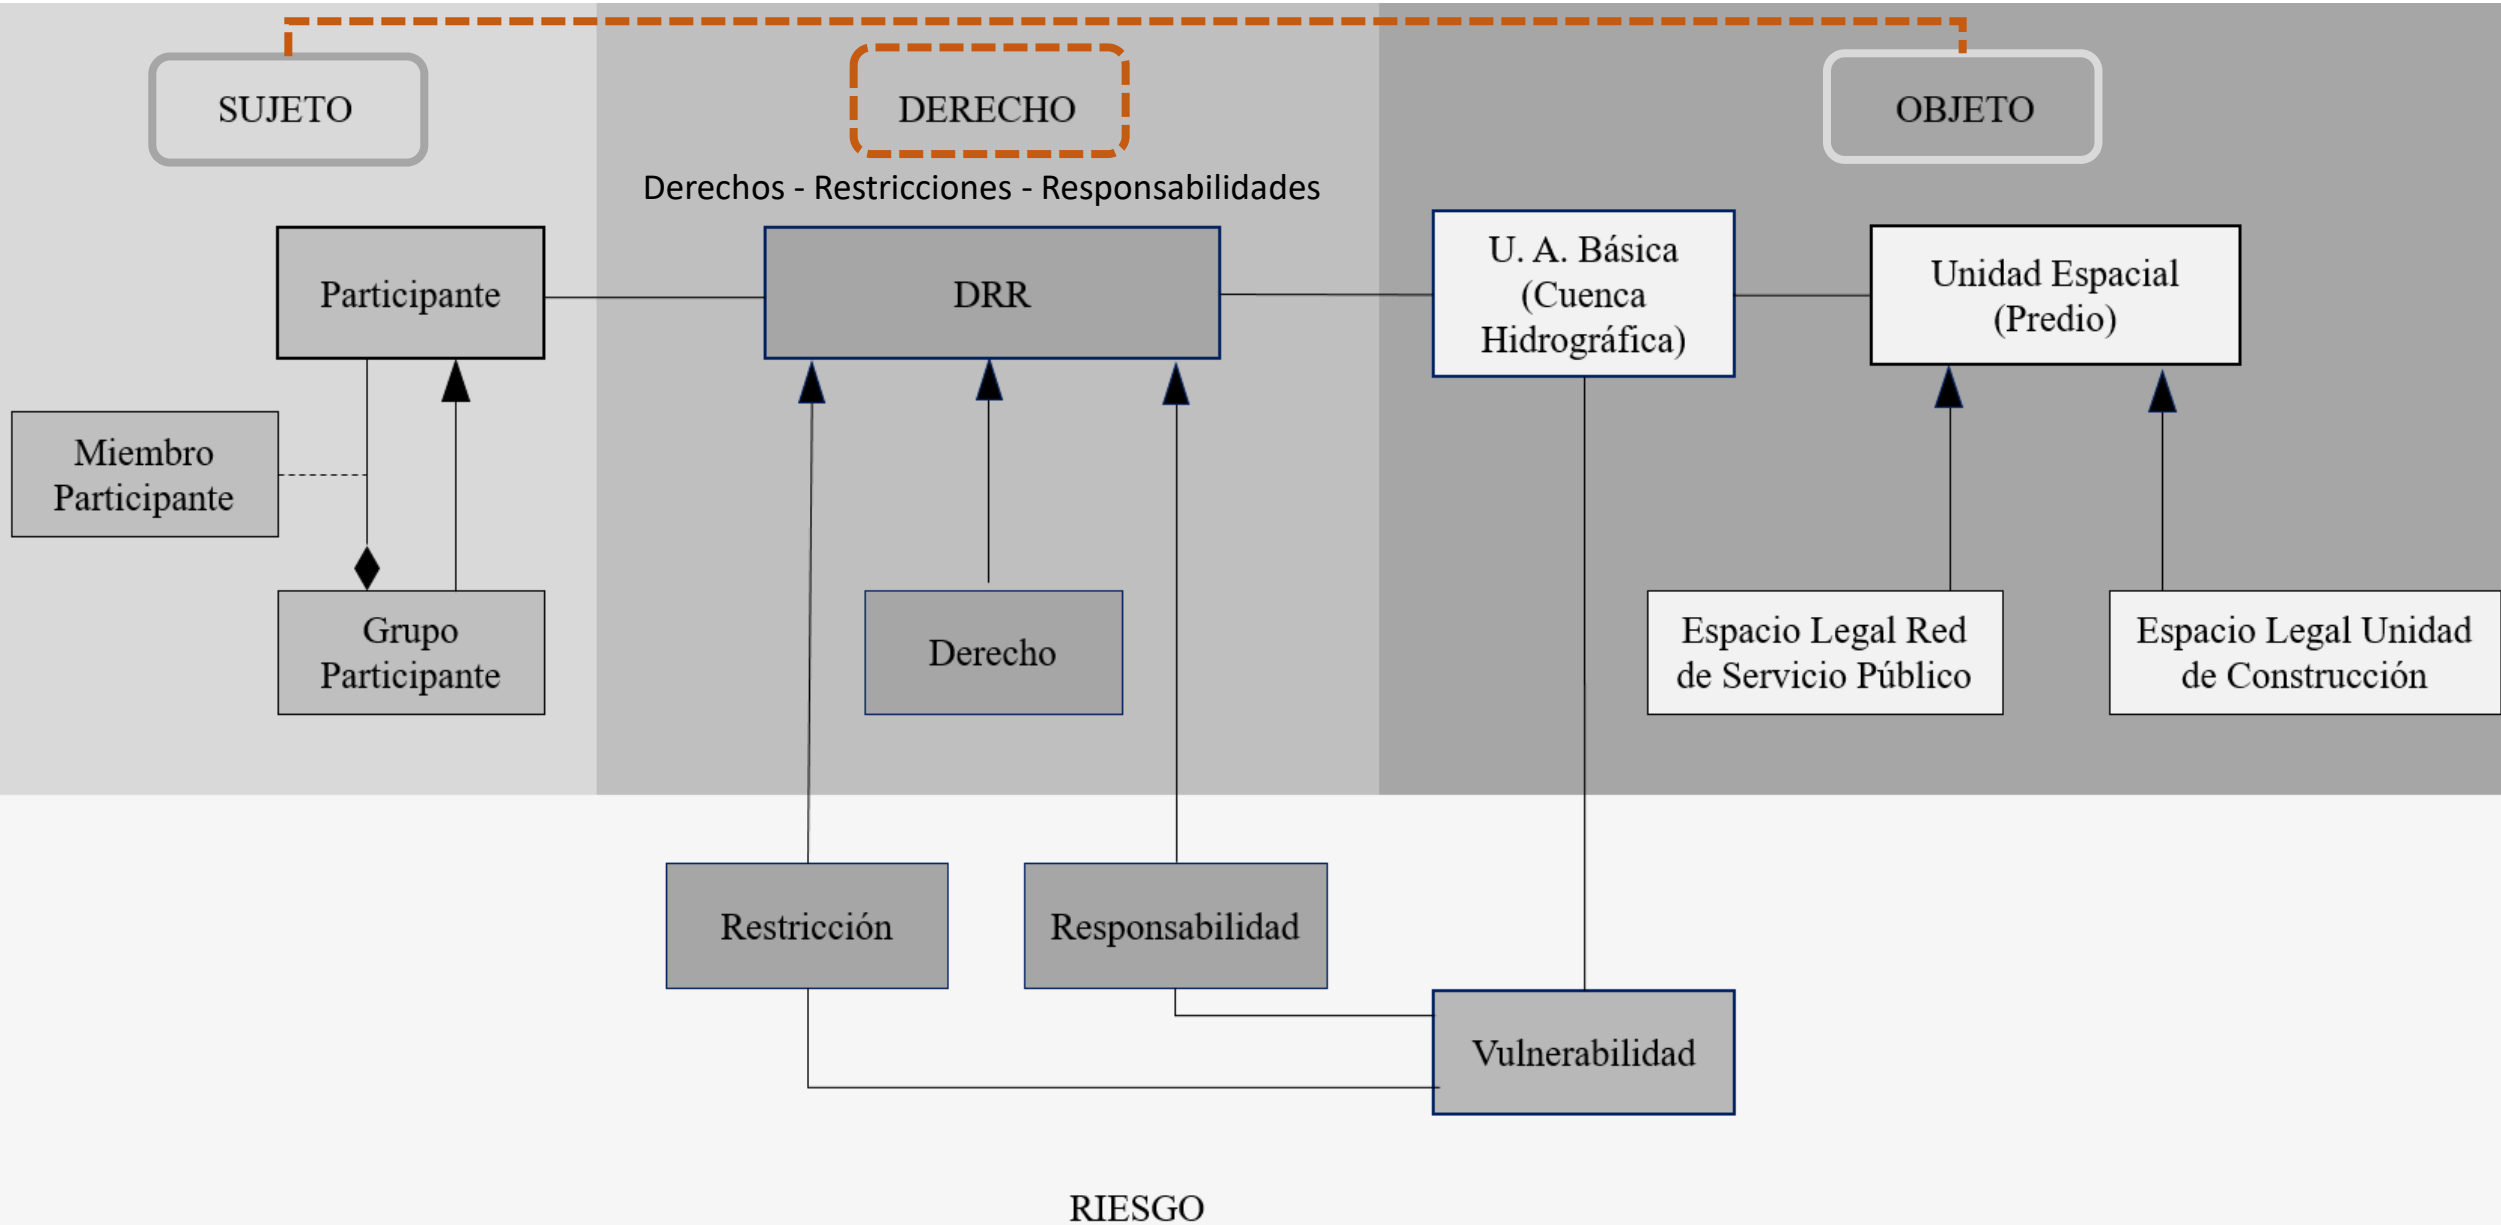 SUJETO
DERECHO
OBJETO
Derechos - Restricciones - Responsabilidades
Participante
DRR
U. A. Básica
(Cuenca
Hidrográfica)
Unidad Espacial
(Predio)
Miembro
Participante
Grupo
Participante
Derecho
Espacio Legal Red
de Servicio Público
Espacio Legal Unidad
de Construcción
Restricción
Responsabilidad
Vulnerabilidad
RIESGO